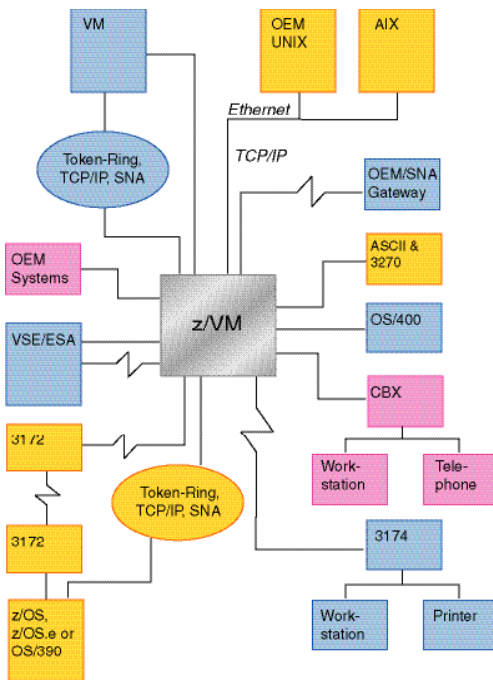 VM
OEM
UNIX
AIX
Ethernet
TCP/IP
Token-Ring,
TCP/IP, SNA
OEM/SNA
Gateway
OEM
Systems
ASCII &
3270
z/VM
VSE/ESA
OS/400
CBX
3172
Work-
station
Tele-
phone
Token-Ring,
TCP/IP, SNA
3172
3174
z/OS,
z/OS.e or
OS/390
Work-
station
Printer